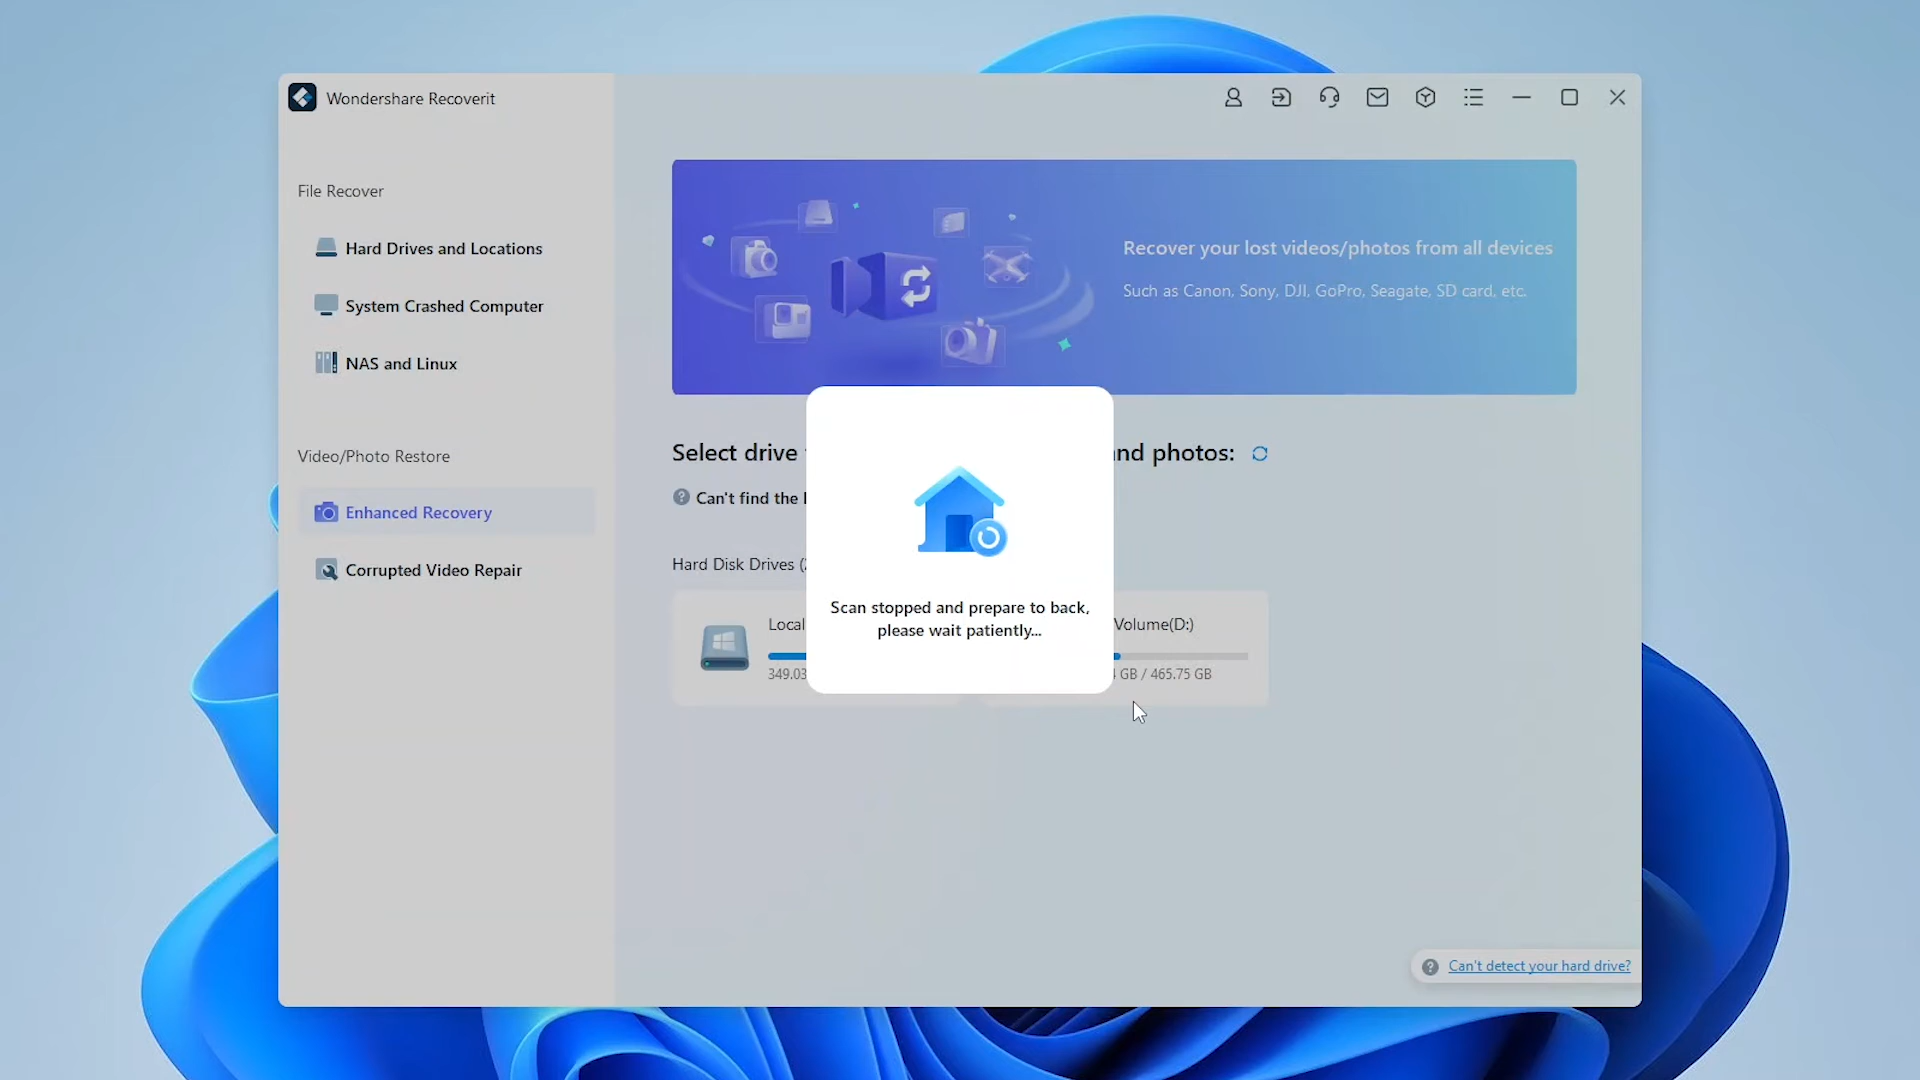 Wondershare Recoverit
File Recover
Hard Drives and Locations
System Crashed Computer
NAS and Linux
Video/Photo Restore
Enhanced Recovery
Corrupted Video Repair
Recover your lost videos/photos from all devices
Such as Canon, Sony, DJI, GoPro, Seagate, SD card, etc.
Select drive and photos:
Can't find the
Hard Disk Drives
Local
349.03
Volume(D:)
GB / 465.75 GB
Scan stopped and prepare to back,
please wait patiently...
Can't detect your hard drive?